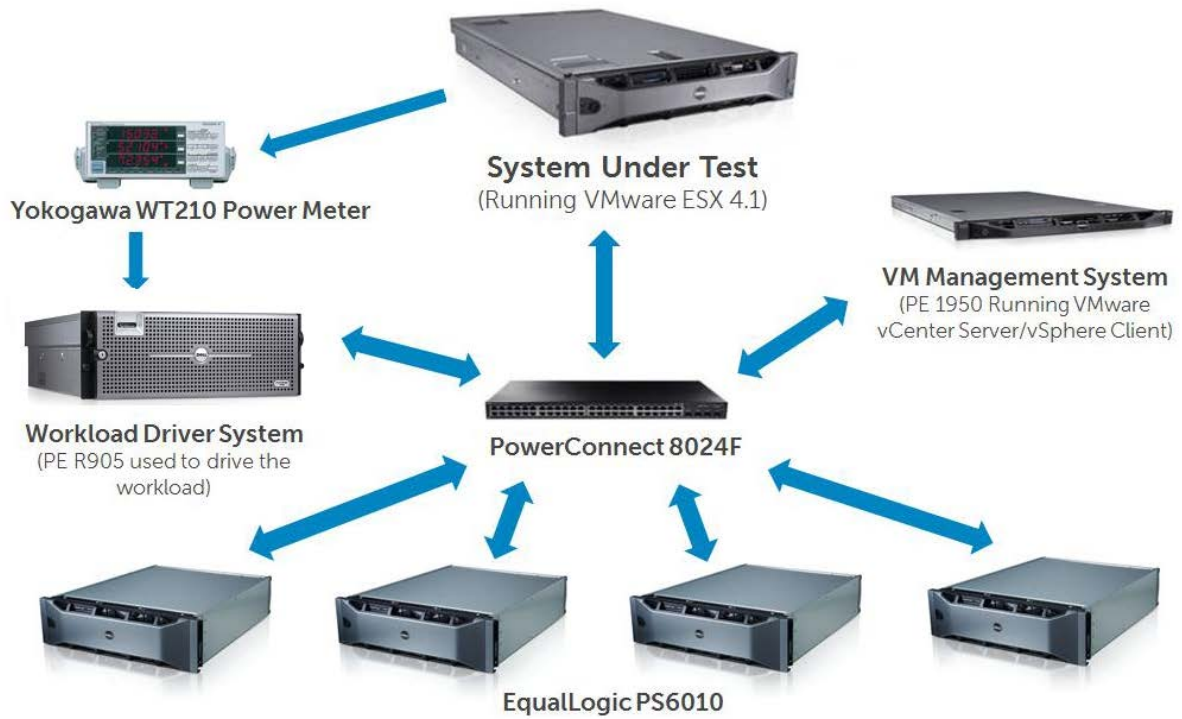 System Under Test
(Running VMware ESX 4.1)
Yokogawa WT210 Power Meter
VM Management System
(PE 1950 Running VMware
vCenter Server/vSphere Client)
Workload Driver System
(PE R905 used to drive the
workload)
PowerConnect 8024F
EqualLogic PS6010